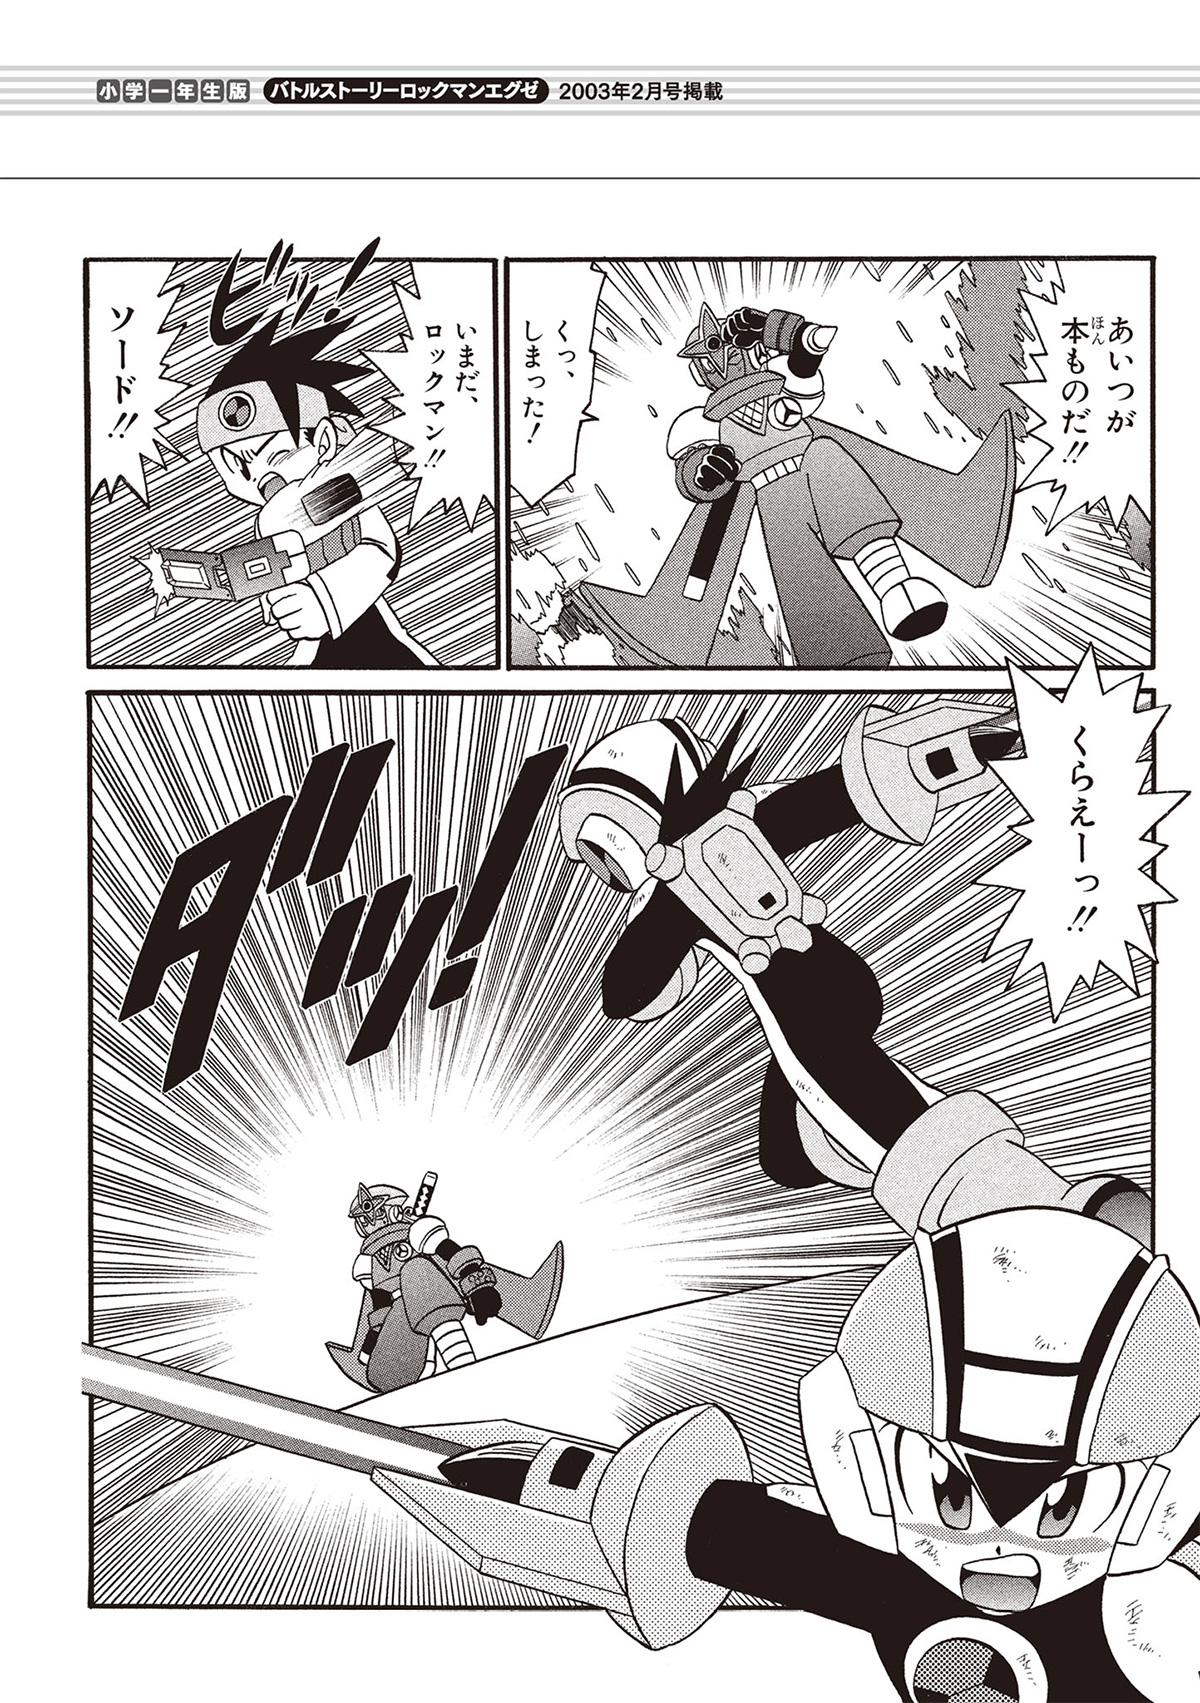 小学一年生版 バトルストーリーロックマンエグゼ 2003年2月号掲載
あいつが
本ものだ!!
ほん
くっ、
しまった!
いまだ、
ロックマン!!
ビッ!
ソード!!
くらえーっ!!
ダダッ!